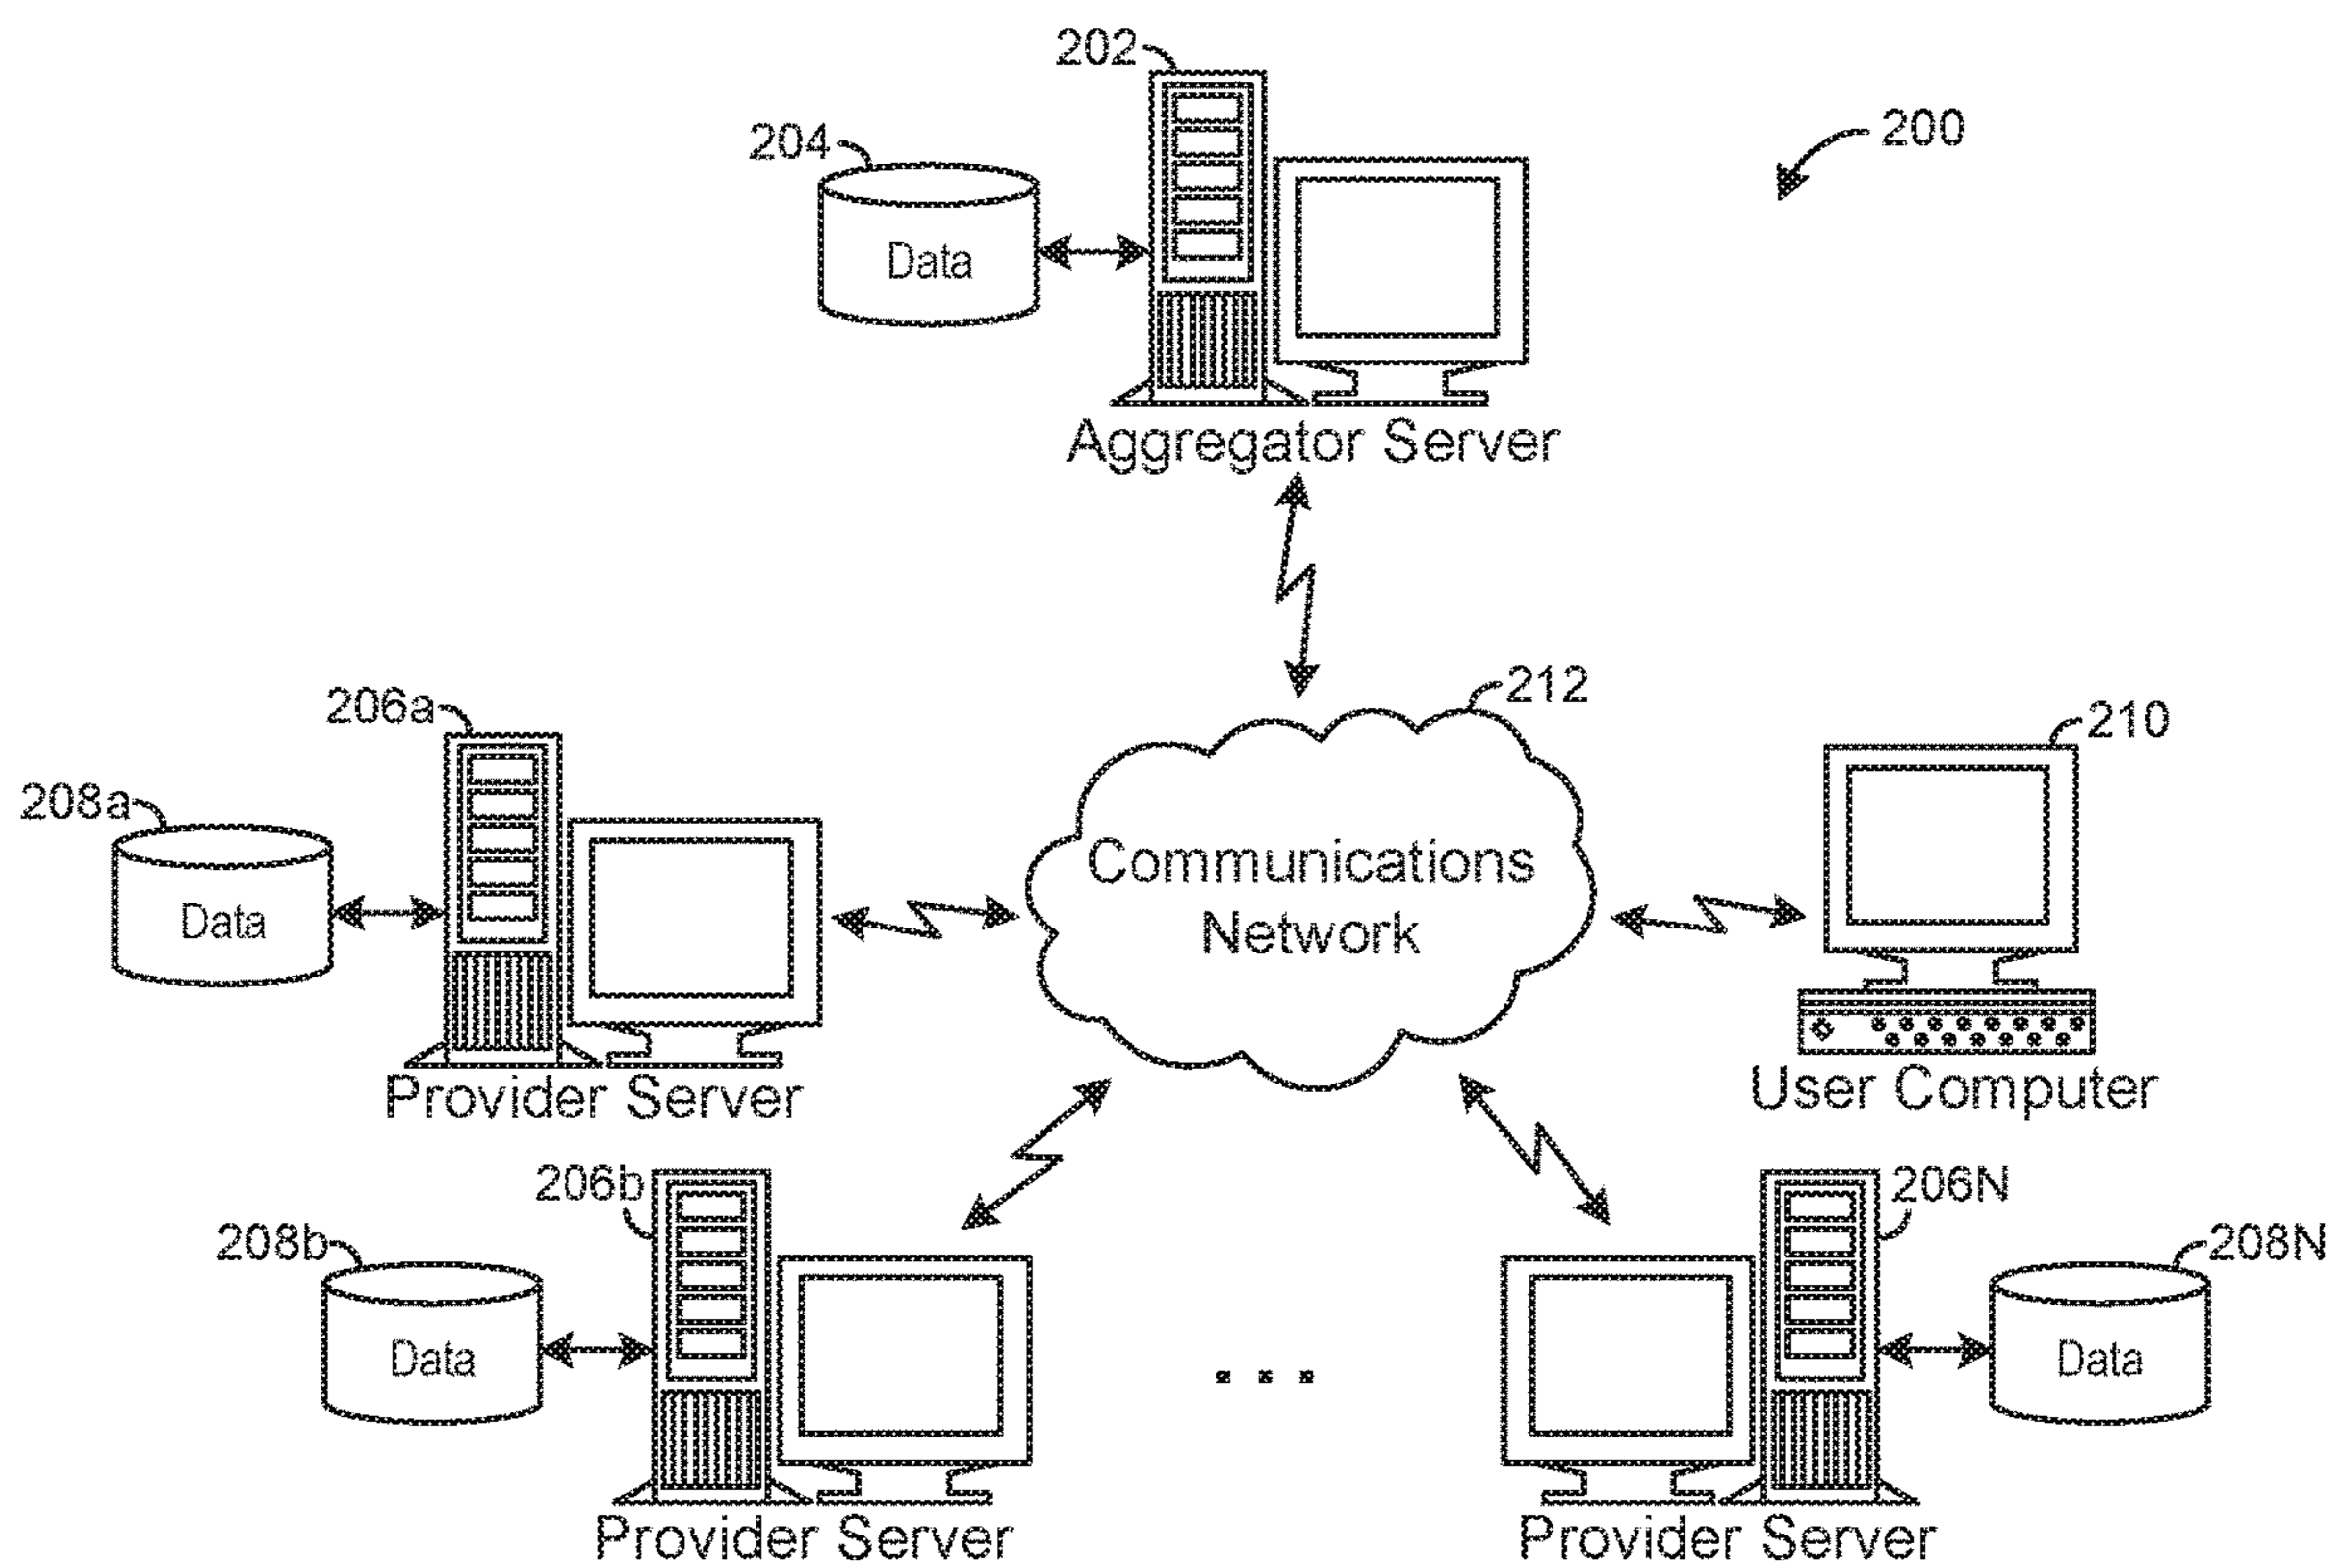 202
200
204
Data
Aggregator Server
212
206a
210
208a
Data
Communications
Network
Provider Server
User Computer
206b
206N
208b
208N
Data
. . .
Data
Provider Server
Provider Server